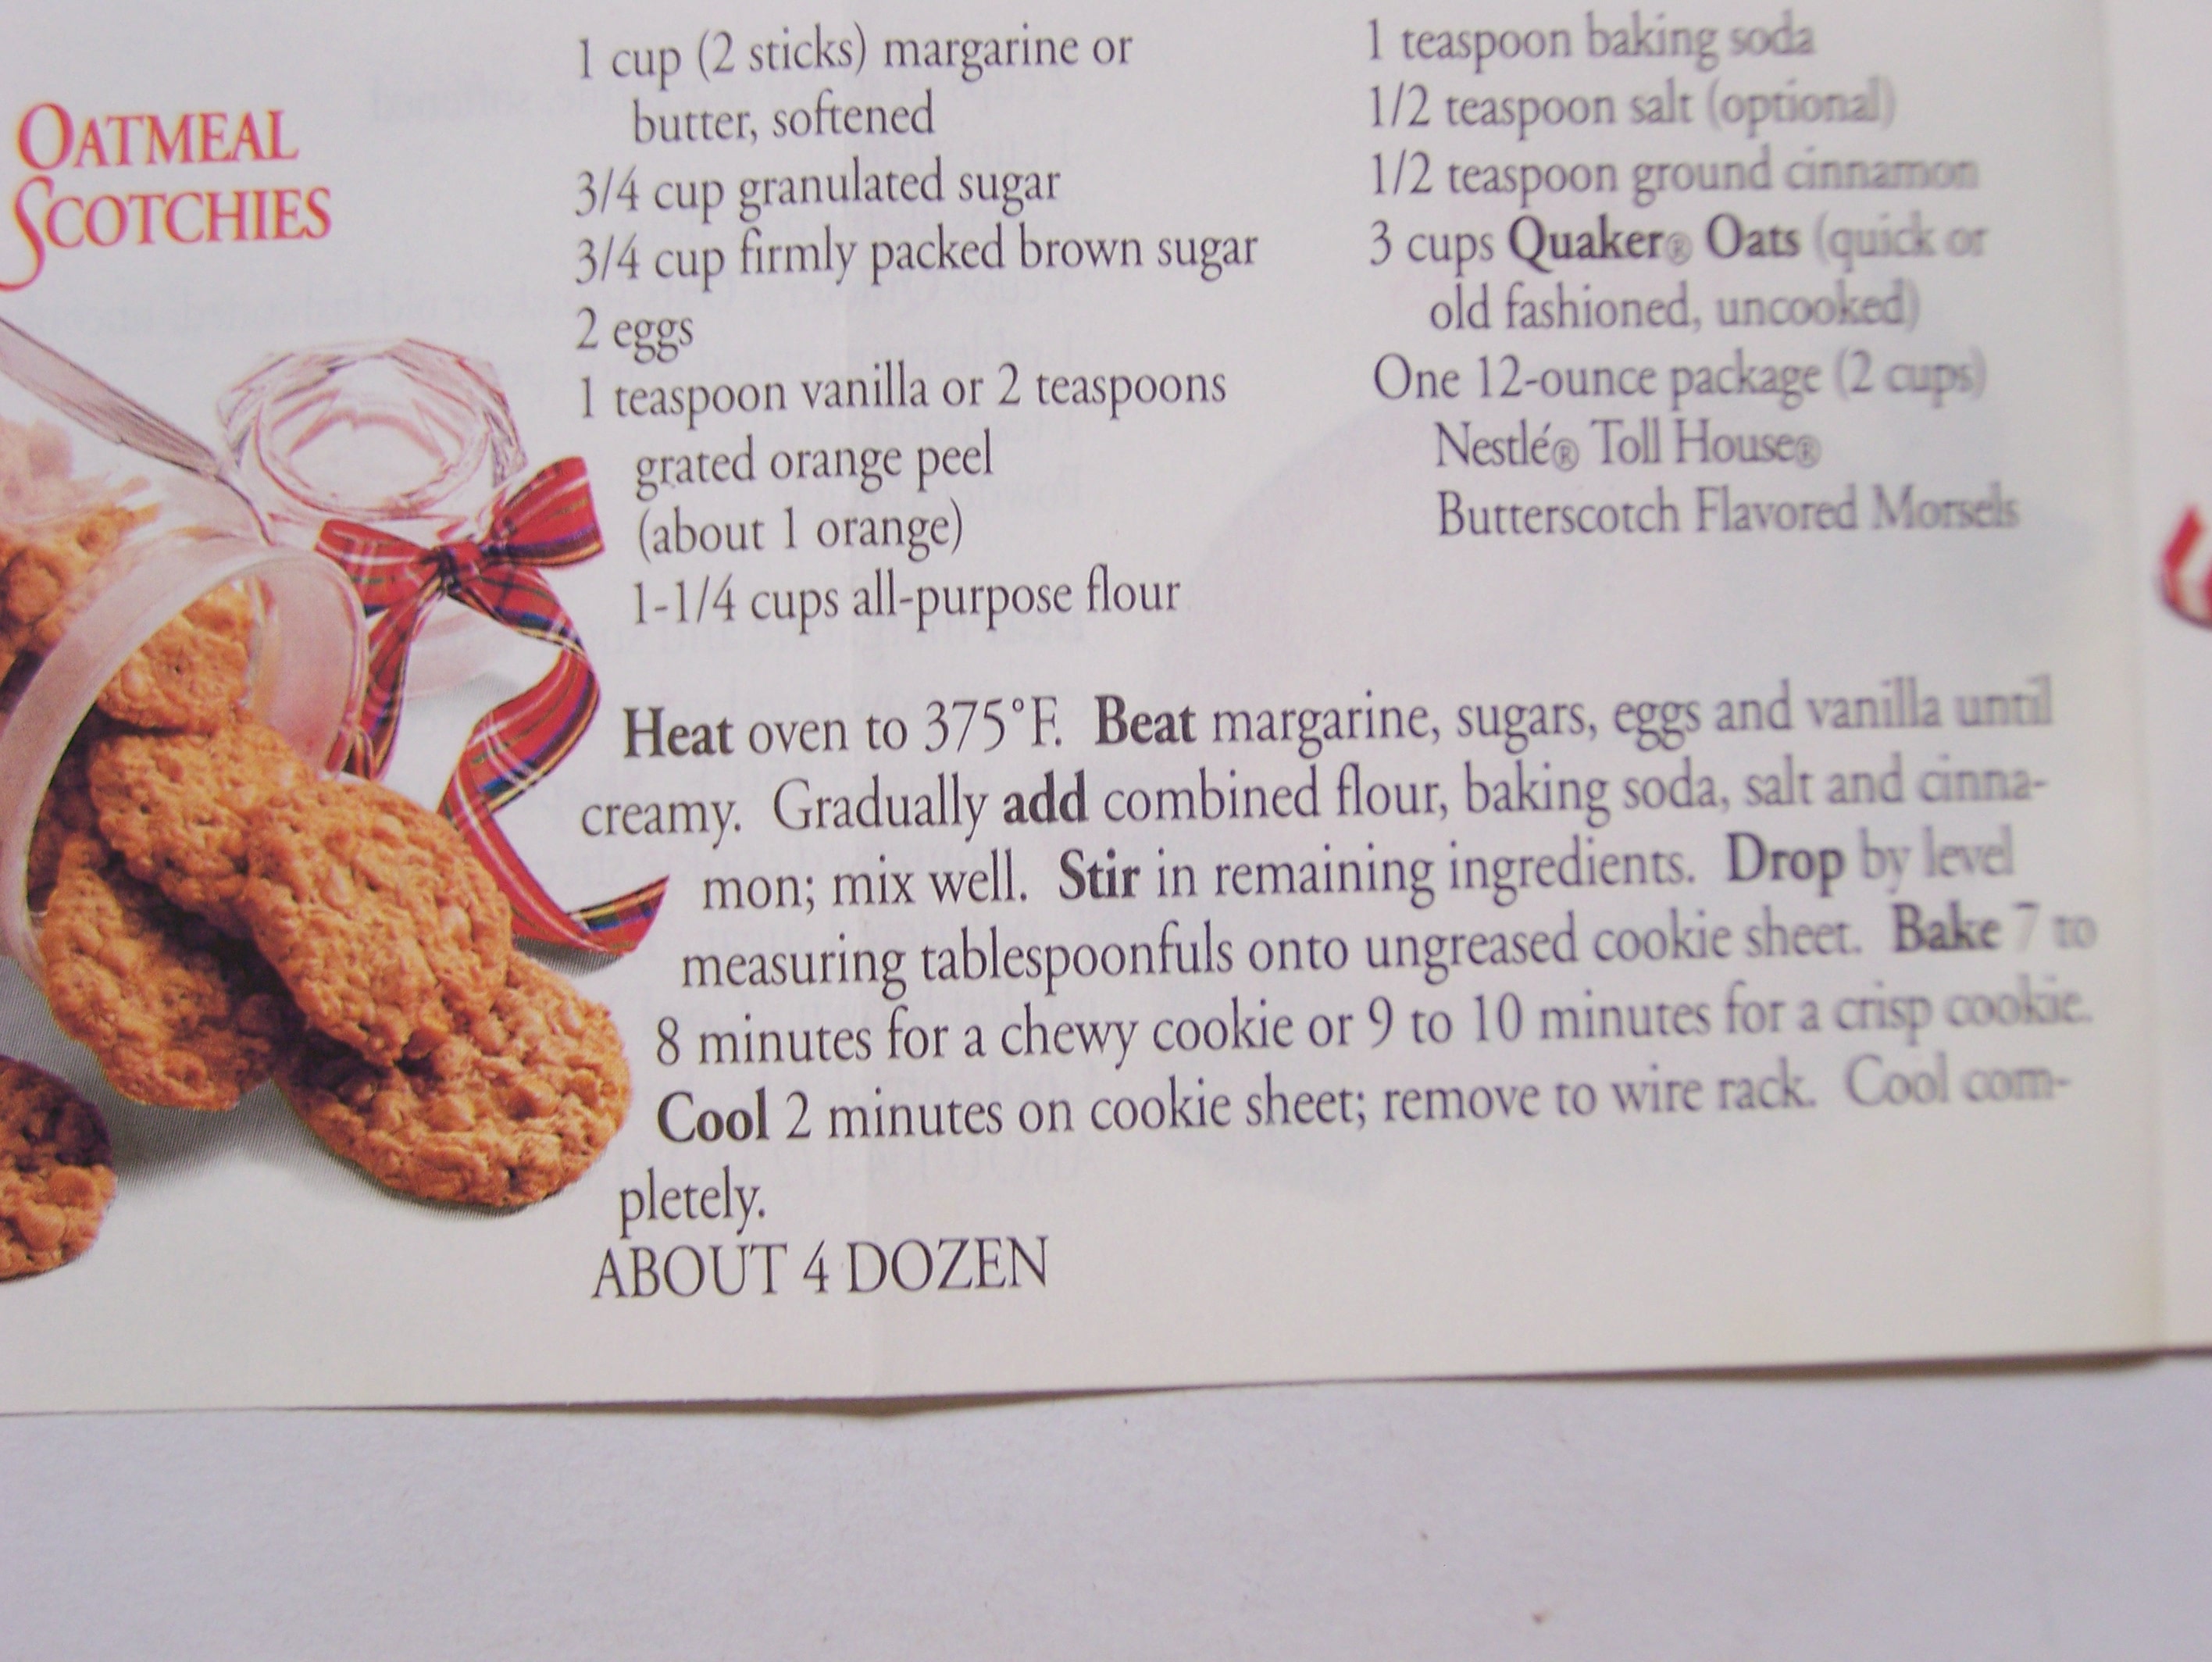 OATMEAL
SCOTCHIES
1 cup (2 sticks) margarine or
butter, softened
3/4 cup granulated sugar
3/4 cup firmly packed brown sugar
2 eggs
1 teaspoon vanilla or 2 teaspoons
grated orange peel
(about 1 orange)
1-1/4 cups all-purpose flour
1 teaspoon baking soda
1/2 teaspoon salt (optional)
1/2 teaspoon ground cinnamon
3 cups Quaker® Oats (quick or
old fashioned, uncooked)
One 12-ounce package (2 cups)
Nestlé® Toll House®
Butterscotch Flavored Morsels
Heat oven to 375°F. Beat margarine, sugars, eggs and vanilla until
creamy. Gradually add combined flour, baking soda, salt and cinna-
mon; mix well. Stir in remaining ingredients. Drop by level
measuring tablespoonfuls onto ungreased cookie sheet. Bake 7 to
8 minutes for a chewy cookie or 9 to 10 minutes for a crisp cookie.
Cool 2 minutes on cookie sheet; remove to wire rack. Cool com-
pletely.
ABOUT 4 DOZEN